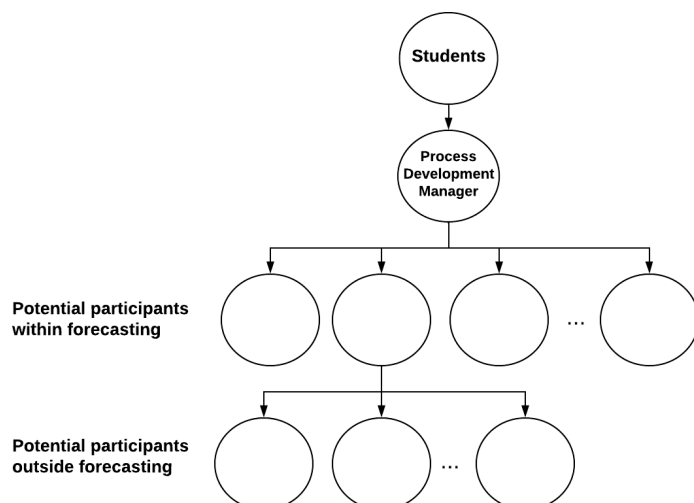 Students
Process
Development
Manager
Potential participants
within forecasting
...
Potential participants
outside forecasting
...